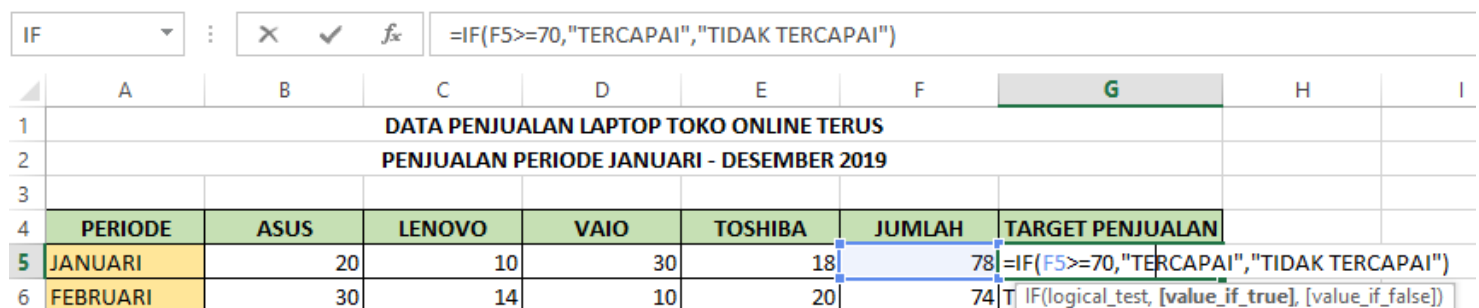 IF =IF(F5>=70,"TERCAPAI","TIDAK TERCAPAI")
A B C D E F G H I
1 DATA PENJUALAN LAPTOP TOKO ONLINE TERUS
2 PENJUALAN PERIODE JANUARI - DESEMBER 2019
3
4 PERIODE ASUS LENOVO VAIO TOSHIBA JUMLAH TARGET PENJUALAN
5 JANUARI 20 10 30 18 78 =IF(F5>=70,"TERCAPAI","TIDAK TERCAPAI")
6 FEBRUARI 30 14 10 20 74 T IF(logical_test, [value_if_true], [value_if_false])